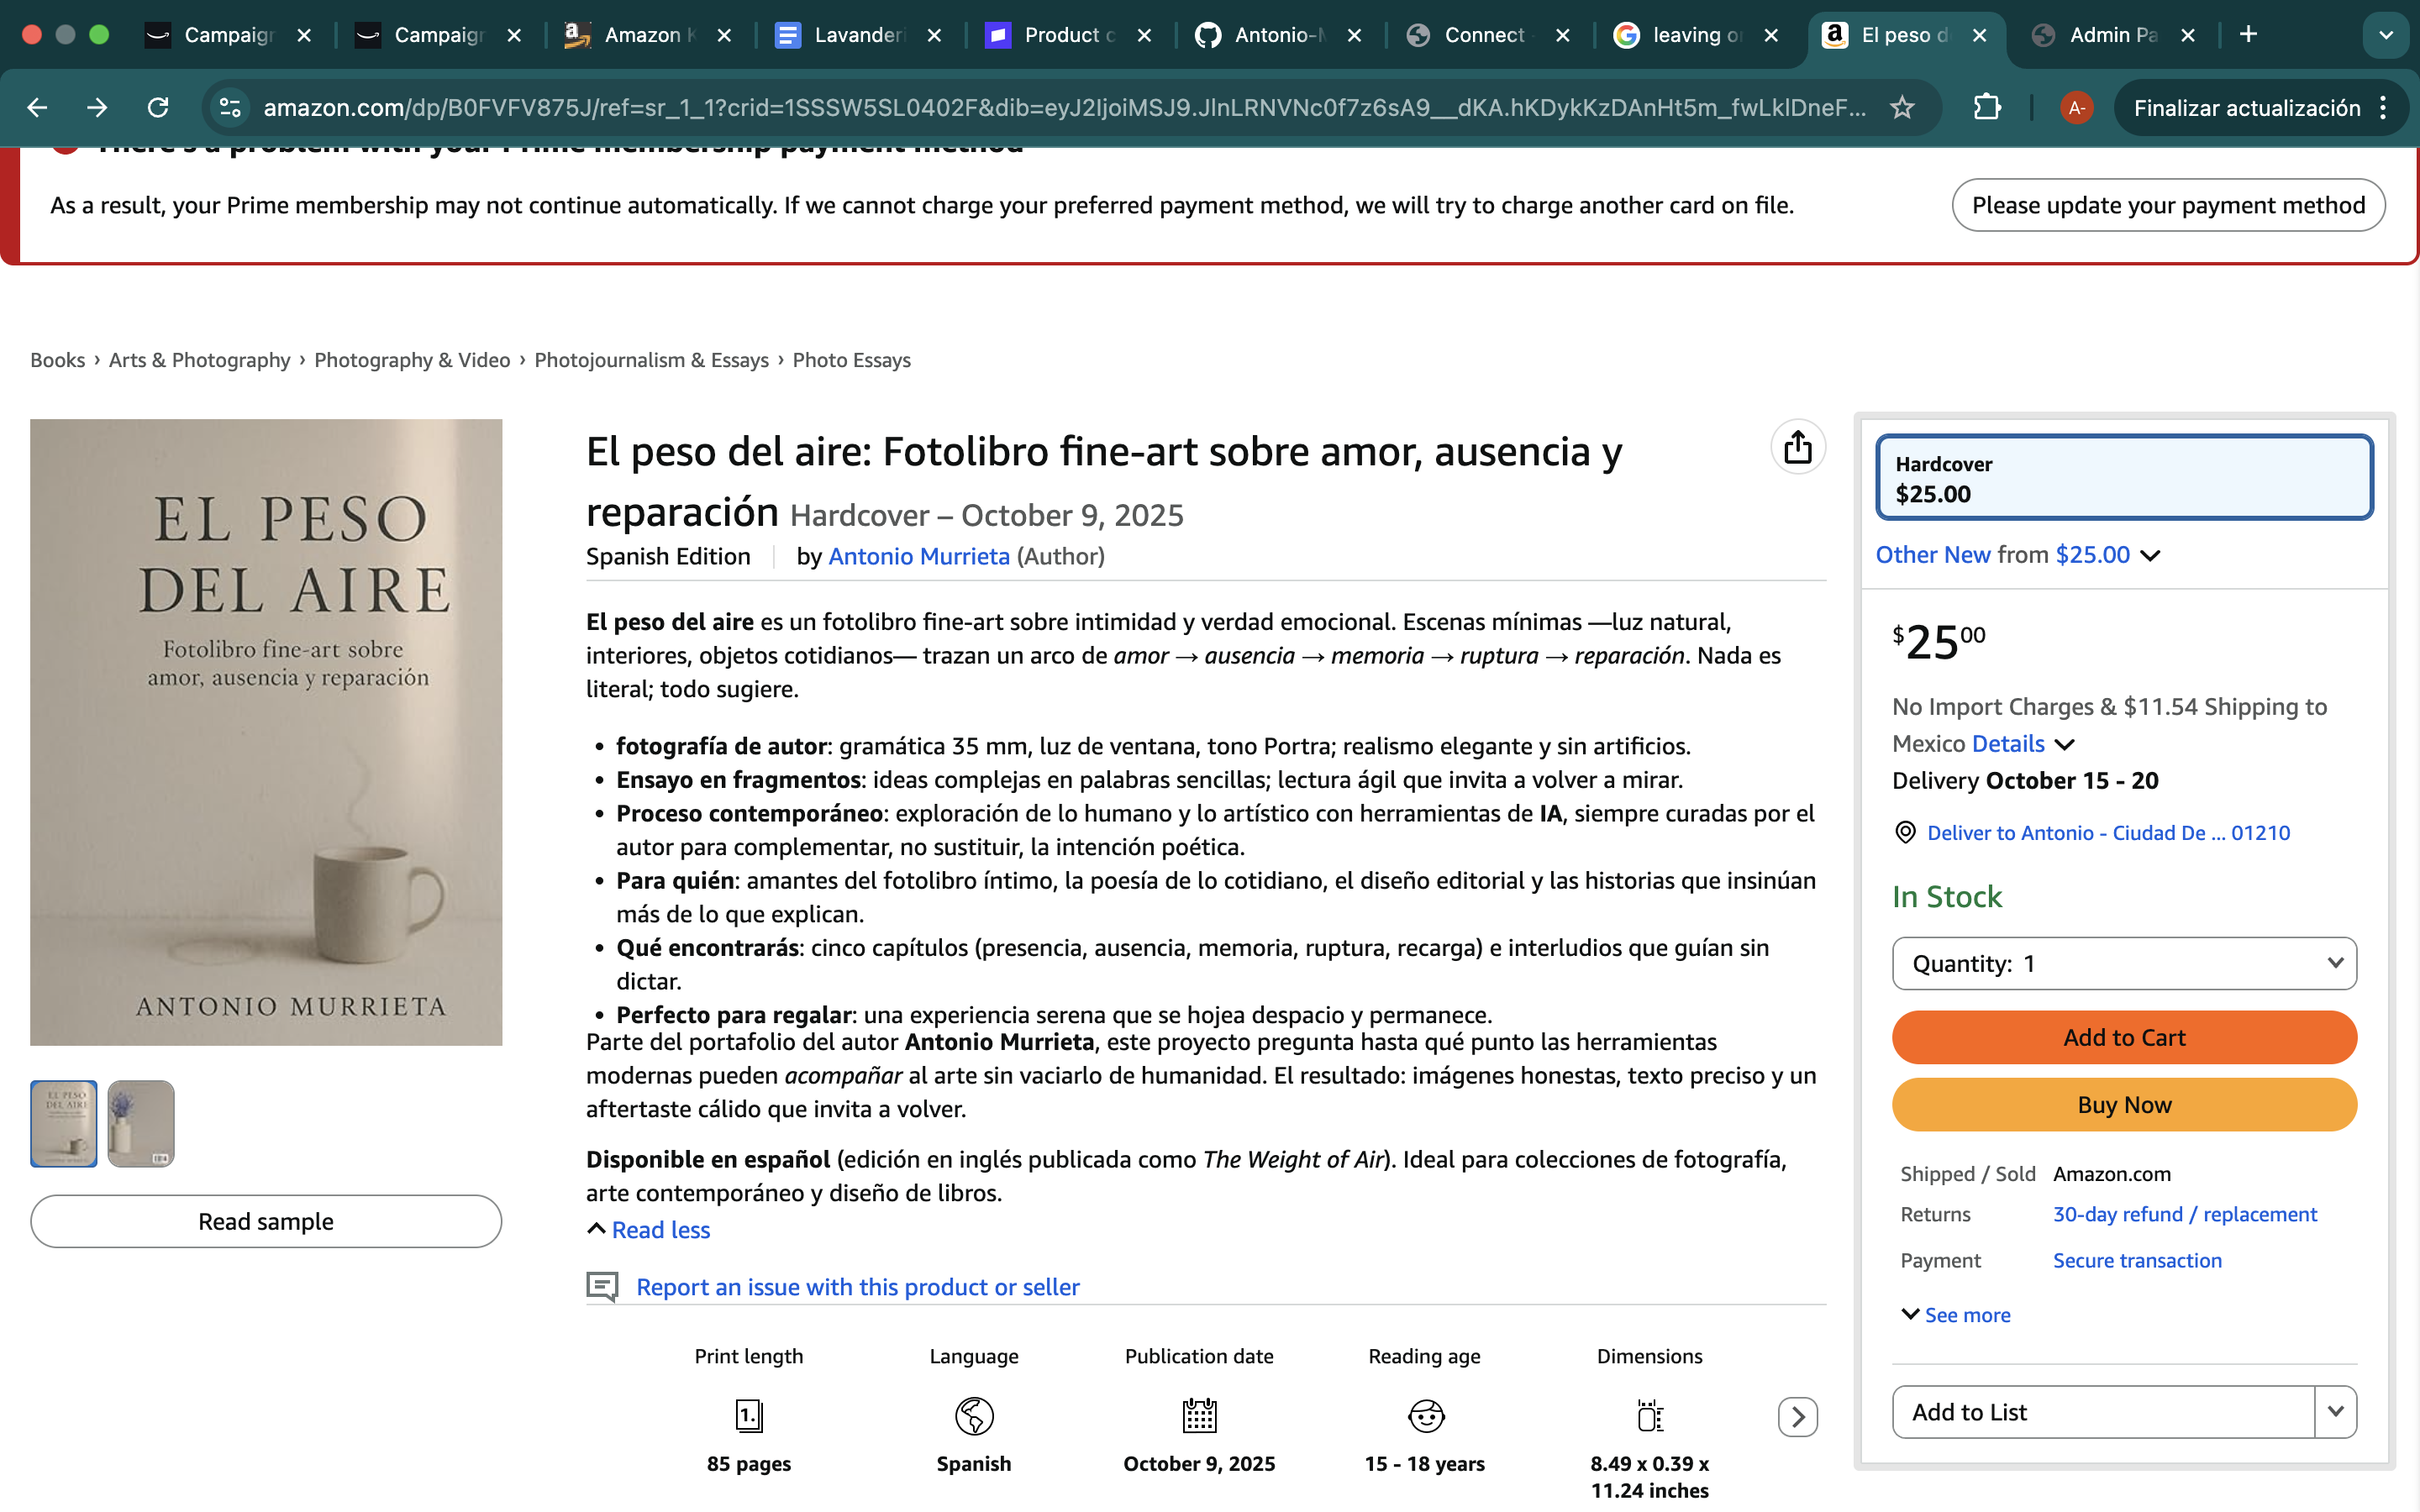 Campaign
Campaign
Amazon K
Lavanderi
Product c
Antonio-M
Connect
leaving o
El peso d
Admin Pa
amazon.com/dp/B0FVFV875J/ref=sr_1_1?crid=1SSSW5SL0402F&dib=eyJ2IjoiMSJ9.JlnLRNVNc0f7z6sA9__dKA.hKDykKzDAnHt5m_fwLklDneF...
A-
Finalizar actualización
There's a problem with your Prime membership payment method
As a result, your Prime membership may not continue automatically. If we cannot charge your preferred payment method, we will try to charge another card on file.
Please update your payment method
Books › Arts & Photography › Photography & Video › Photojournalism & Essays › Photo Essays
EL PESO
DEL AIRE
Fotolibro fine-art sobre
amor, ausencia y reparación
ANTONIO MURRIETA
EL PESO
DEL AIRE
Read sample
El peso del aire: Fotolibro fine-art sobre amor, ausencia y
reparación Hardcover – October 9, 2025
Spanish Edition by Antonio Murrieta (Author)
El peso del aire es un fotolibro fine-art sobre intimidad y verdad emocional. Escenas mínimas —luz natural,
interiores, objetos cotidianos— trazan un arco de amor → ausencia → memoria → ruptura → reparación. Nada es
literal; todo sugiere.
• fotografía de autor: gramática 35 mm, luz de ventana, tono Portra; realismo elegante y sin artificios.
• Ensayo en fragmentos: ideas complejas en palabras sencillas; lectura ágil que invita a volver a mirar.
• Proceso contemporáneo: exploración de lo humano y lo artístico con herramientas de IA, siempre curadas por el
autor para complementar, no sustituir, la intención poética.
• Para quién: amantes del fotolibro íntimo, la poesía de lo cotidiano, el diseño editorial y las historias que insinúan
más de lo que explican.
• Qué encontrarás: cinco capítulos (presencia, ausencia, memoria, ruptura, recarga) e interludios que guían sin
dictar.
• Perfecto para regalar: una experiencia serena que se hojea despacio y permanece.
Parte del portafolio del autor Antonio Murrieta, este proyecto pregunta hasta qué punto las herramientas
modernas pueden acompañar al arte sin vaciarlo de humanidad. El resultado: imágenes honestas, texto preciso y un
aftertaste cálido que invita a volver.
Disponible en español (edición en inglés publicada como The Weight of Air). Ideal para colecciones de fotografía,
arte contemporáneo y diseño de libros.
Read less
Report an issue with this product or seller
Print length
Language
Publication date
Reading age
Dimensions
1.
85 pages
Spanish
October 9, 2025
15 - 18 years
8.49 x 0.39 x
11.24 inches
Hardcover
$25.00
Other New from $25.00
$25 00
No Import Charges & $11.54 Shipping to
Mexico Details
Delivery October 15 - 20
Deliver to Antonio - Ciudad De ... 01210
In Stock
Quantity: 1
Add to Cart
Buy Now
Shipped / Sold Amazon.com
Returns 30-day refund / replacement
Payment Secure transaction
See more
Add to List